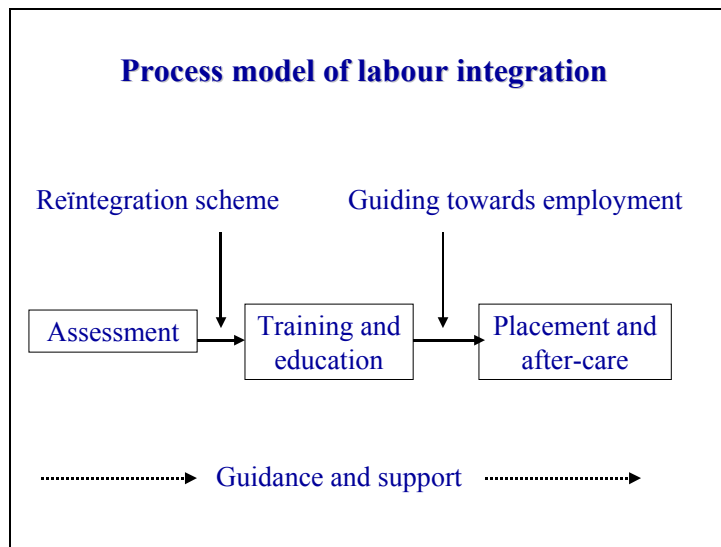 Process model of labour integration
Reïntegration scheme
Guiding towards employment
Assessment
Training and
education
Placement and
after-care
Guidance and support